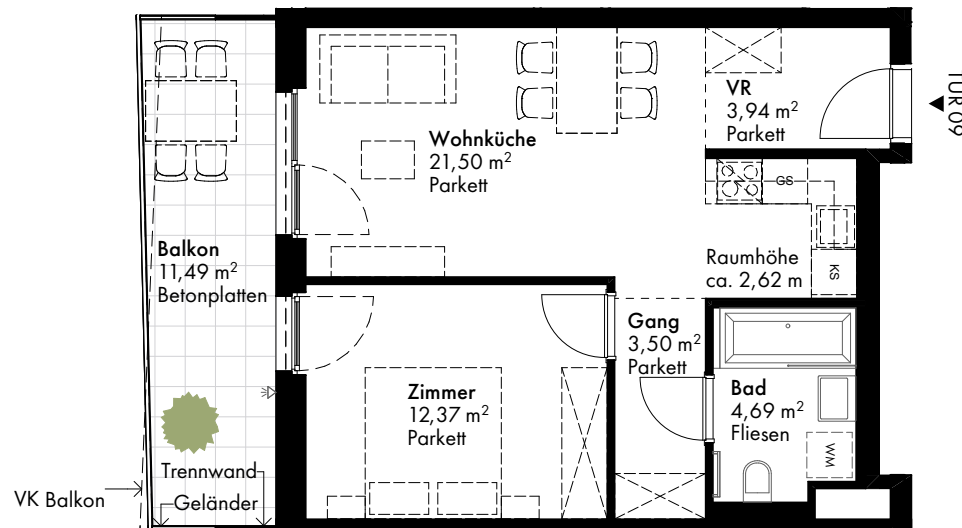 Wohnküche
21,50 m²
Parkett
VR
3,94 m²
Parkett
TÜR 09
GS
KS
Raumhöhe
ca. 2,62 m
Balkon
11,49 m²
Betonplatten
Gang
3,50 m²
Parkett
Zimmer
12,37 m²
Parkett
Bad
4,69 m²
Fliesen
WM
Trennwand
Geländer
VK Balkon